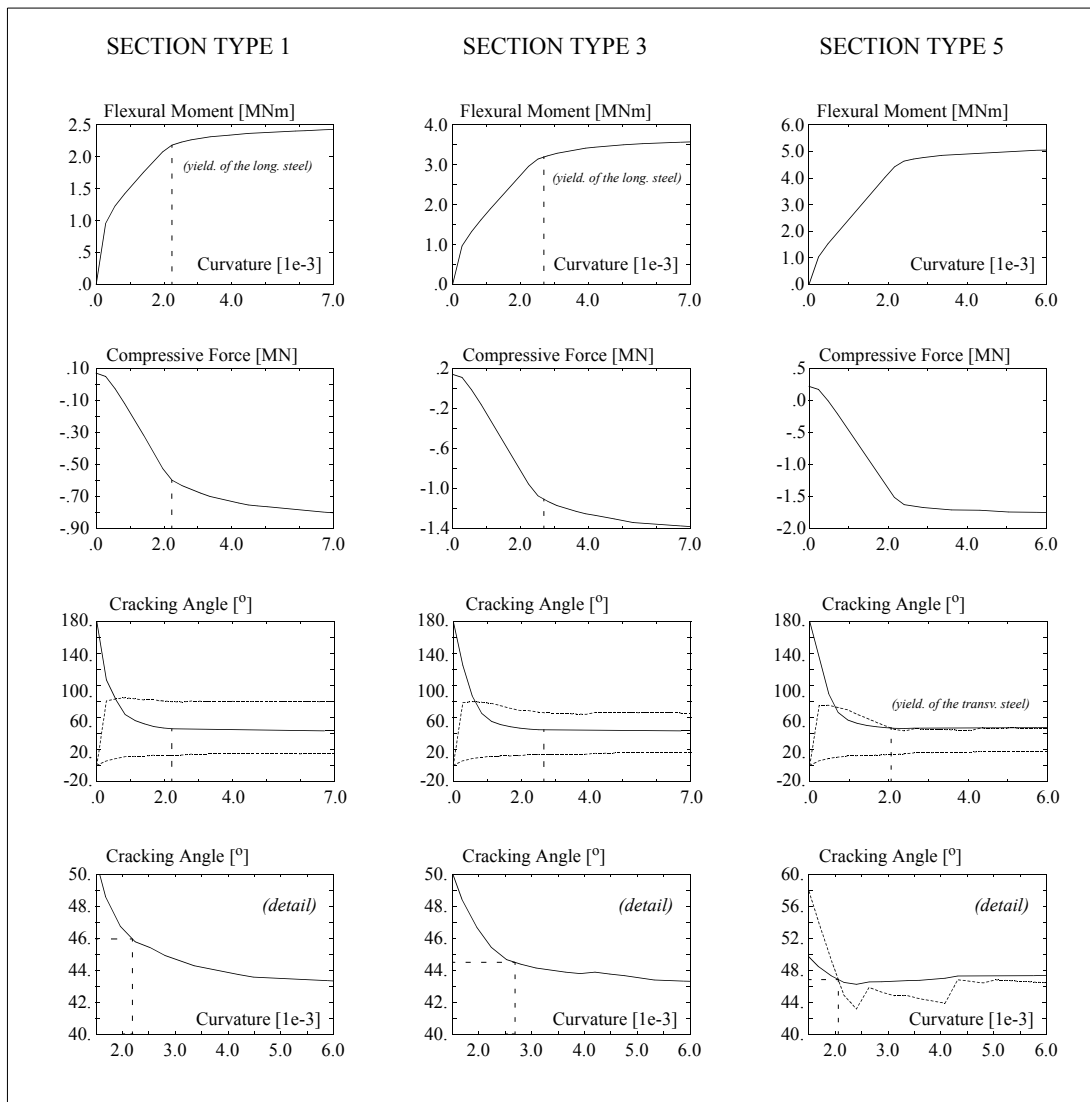 SECTION TYPE 1
SECTION TYPE 3
SECTION TYPE 5
Flexural Moment [MNm]
2.5
2.0
(yield. of the long. steel)
1.5
1.0
.5
Curvature [1e-3]
.0
.0 2.0 4.0 7.0
Flexural Moment [MNm]
4.0
3.0
(yield. of the long. steel)
2.0
1.0
Curvature [1e-3]
.0
.0 2.0 4.0 7.0
Flexural Moment [MNm]
6.0
5.0
4.0
3.0
2.0
1.0
Curvature [1e-3]
.0
.0 2.0 4.0 6.0
Compressive Force [MN]
.10
-.10
-.30
-.50
-.70
-.90
.0 2.0 4.0 7.0
Compressive Force [MN]
.2
-.2
-.6
-1.0
-1.4
.0 2.0 4.0 7.0
Compressive Force [MN]
.5
.0
-.5
-1.0
-1.5
-2.0
.0 2.0 4.0 6.0
Cracking Angle [o]
180.
140.
100.
60.
20.
-20.
.0 2.0 4.0 7.0
Cracking Angle [o]
180.
140.
100.
60.
20.
-20.
.0 2.0 4.0 7.0
Cracking Angle [o]
180.
140.
100.
(yield. of the transv. steel)
60.
20.
-20.
.0 2.0 4.0 6.0
Cracking Angle [o]
50.
48.
(detail)
46.
44.
42.
Curvature [1e-3]
40.
2.0 3.0 4.0 5.0 6.0
Cracking Angle [o]
50.
48.
(detail)
46.
44.
42.
Curvature [1e-3]
40.
2.0 3.0 4.0 5.0 6.0
Cracking Angle [o]
60.
56.
(detail)
52.
48.
44.
Curvature [1e-3]
40.
2.0 3.0 4.0 5.0 6.0